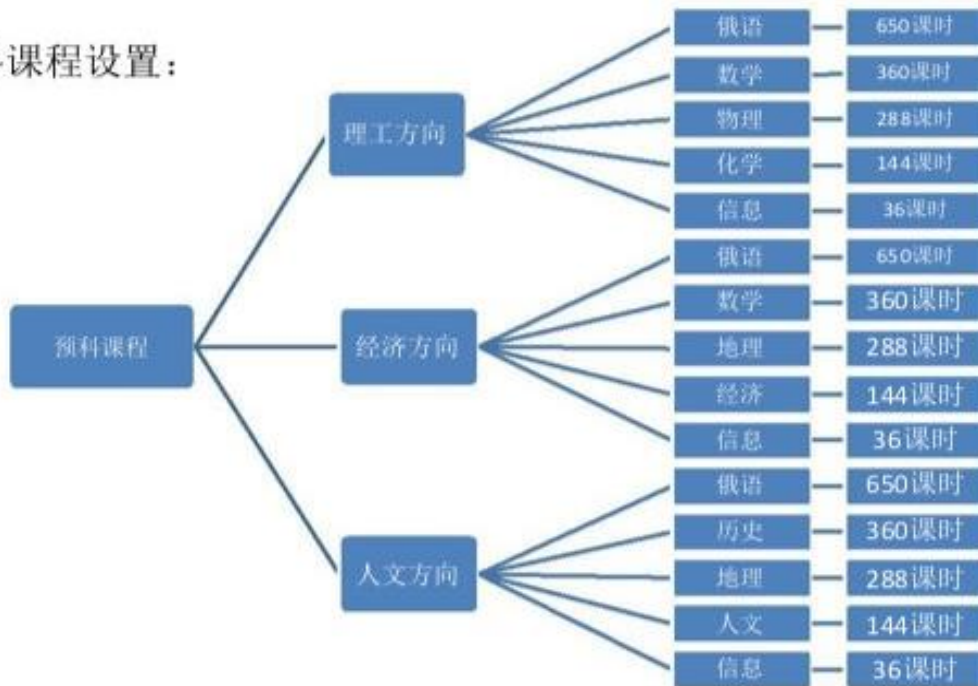 课程设置：
预科课程
理工方向
俄语 650课时
数学 360课时
物理 288课时
化学 144课时
信息 36课时
经济方向
俄语 650课时
数学 360课时
地理 288课时
经济 144课时
信息 36课时
人文方向
俄语 650课时
历史 360课时
地理 288课时
人文 144课时
信息 36课时